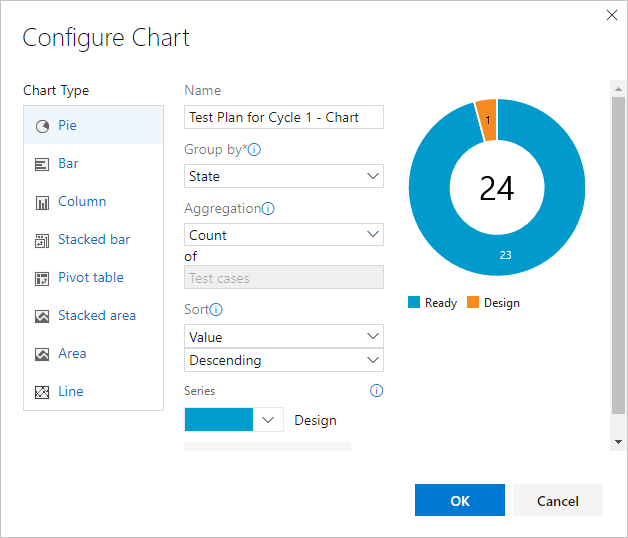 Configure Chart
Chart Type
Pie
Bar
Column
Stacked bar
Pivot table
Stacked area
Area
Line
Name
Test Plan for Cycle 1 - Chart
Group by*
State
Aggregation
Count
of
Test cases
Sort
Value
Descending
Series
Design
1
24
23
Ready
Design
OK
Cancel